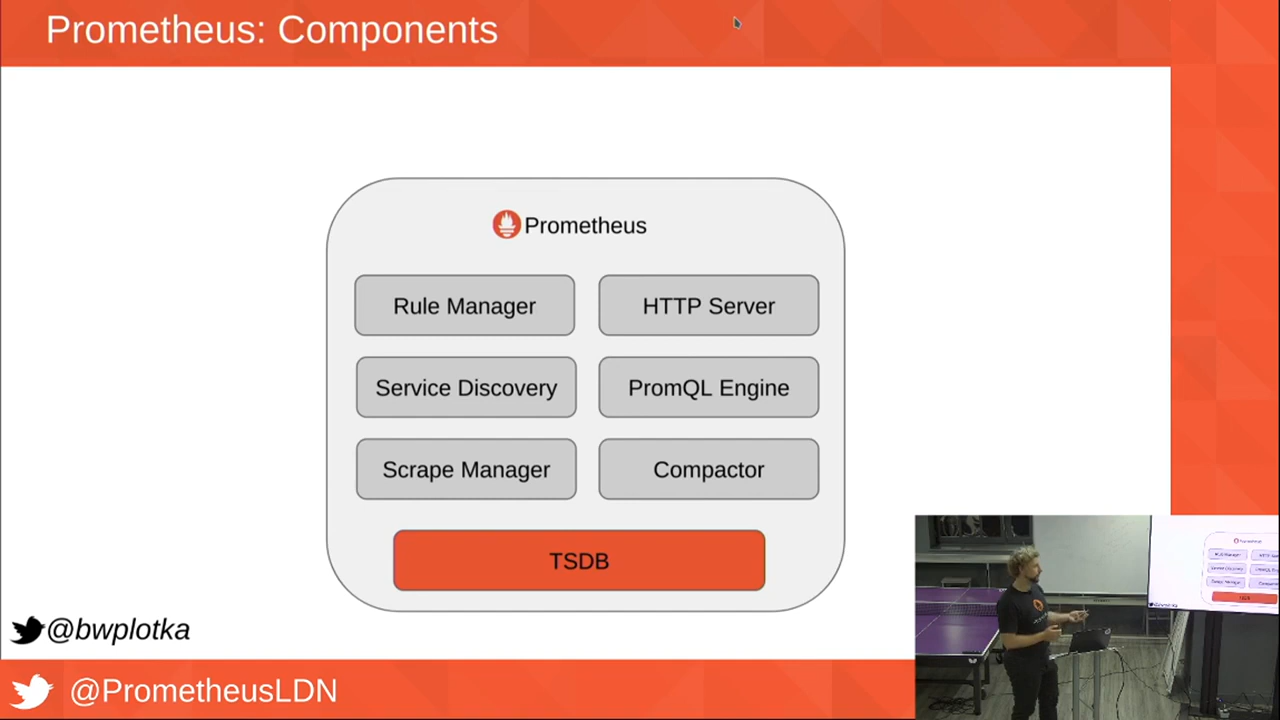 Prometheus: Components
Prometheus
Rule Manager
HTTP Server
Service Discovery
PromQL Engine
Scrape Manager
Compactor
TSDB
@bwplotka
@PrometheusLDN